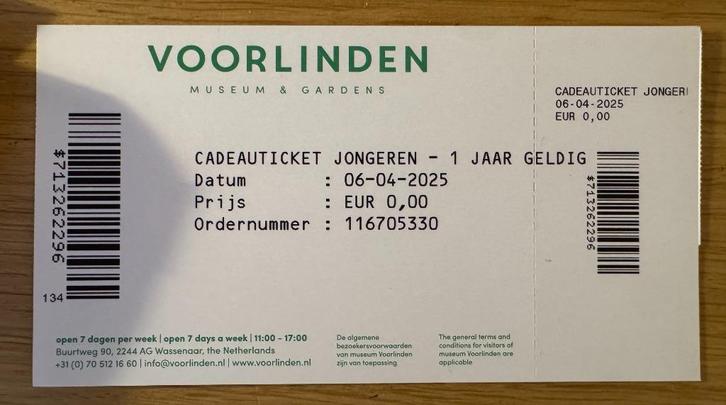 VOORLINDEN
MUSEUM & GARDENS
CADEAUTICKET JONGEREN - 1 JAAR GELDIG
Datum : 06-04-2025
Prijs : EUR 0,00
Ordernummer : 116705330
$7132622296
134
open 7 dagen per week | open 7 days a week | 11:00 - 17:00
Buurtweg 90, 2244 AG Wassenaar, the Netherlands
+31 (0) 70 512 16 60 | info@voorlinden.nl | www.voorlinden.nl
De algemene
bezoekersvoorwaarden
van museum Voorlinden
zijn van toepassing
The general terms and
conditions for visitors of
museum Voorlinden are
applicable
CADEAUTICKET JONGER
06-04-2025
EUR 0,00
$7132622296